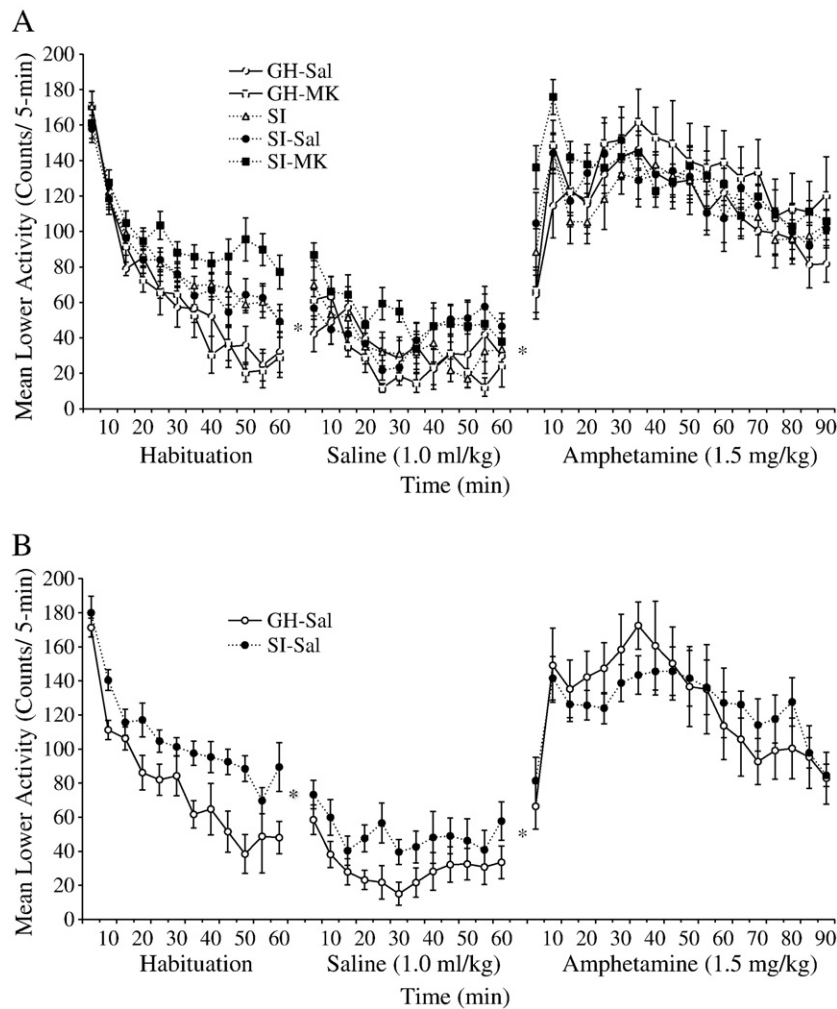 A
200
180
160
140
120
100
80
60
40
20
0
Mean Lower Activity (Counts/ 5-min)
GH-Sal
GH-MK
SI
SI-Sal
SI-MK
*
*
10 20 30 40 50 60 10 20 30 40 50 60 10 20 30 40 50 60 70 80 90
Habituation Saline (1.0 ml/kg) Amphetamine (1.5 mg/kg)
Time (min)
B
200
180
160
140
120
100
80
60
40
20
0
Mean Lower Activity (Counts/ 5-min)
GH-Sal
SI-Sal
*
*
10 20 30 40 50 60 10 20 30 40 50 60 10 20 30 40 50 60 70 80 90
Habituation Saline (1.0 ml/kg) Amphetamine (1.5 mg/kg)
Time (min)